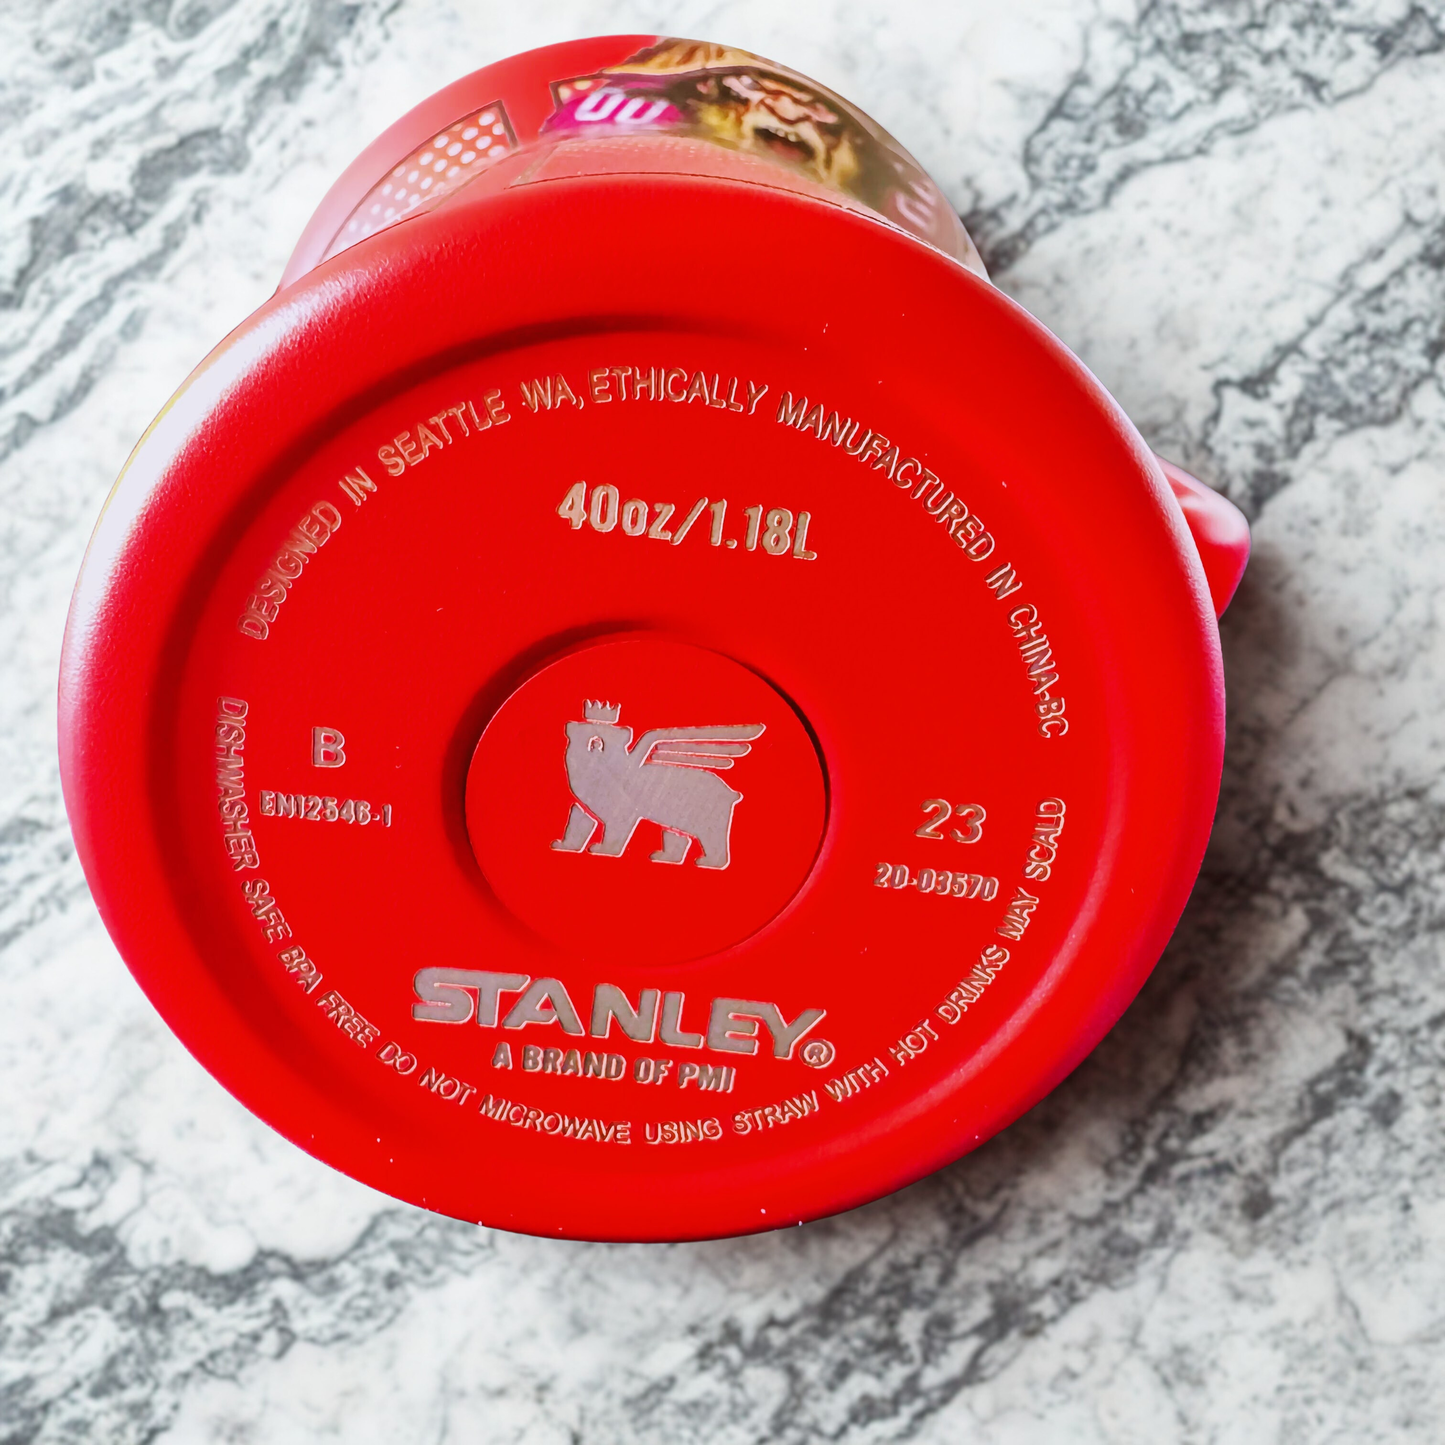 00
DESIGNED IN SEATTLE WA, ETHICALLY MANUFACTURED IN CHINA-BC
40oz/1.18L
B
EN12546-1
23
20-03570
STANLEY®
A BRAND OF PMI
DISHWASHER SAFE BPA FREE DO NOT MICROWAVE USING STRAW WITH HOT DRINKS MAY SCALD